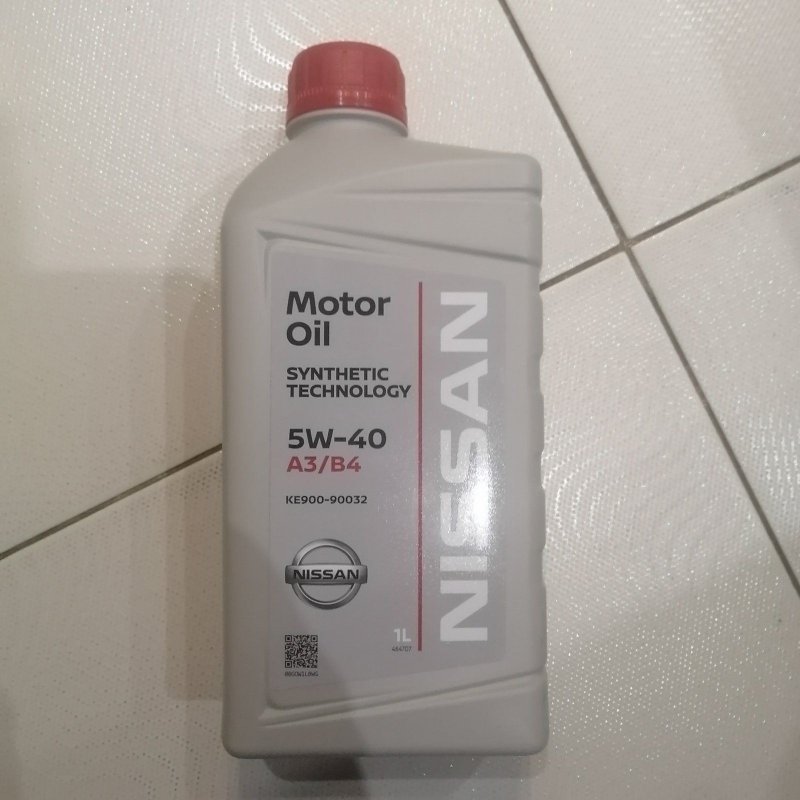 Motor
Oil
SYNTHETIC
TECHNOLOGY
5W-40
A3/B4
KE900-90032
NISSAN
1L
NISSAN